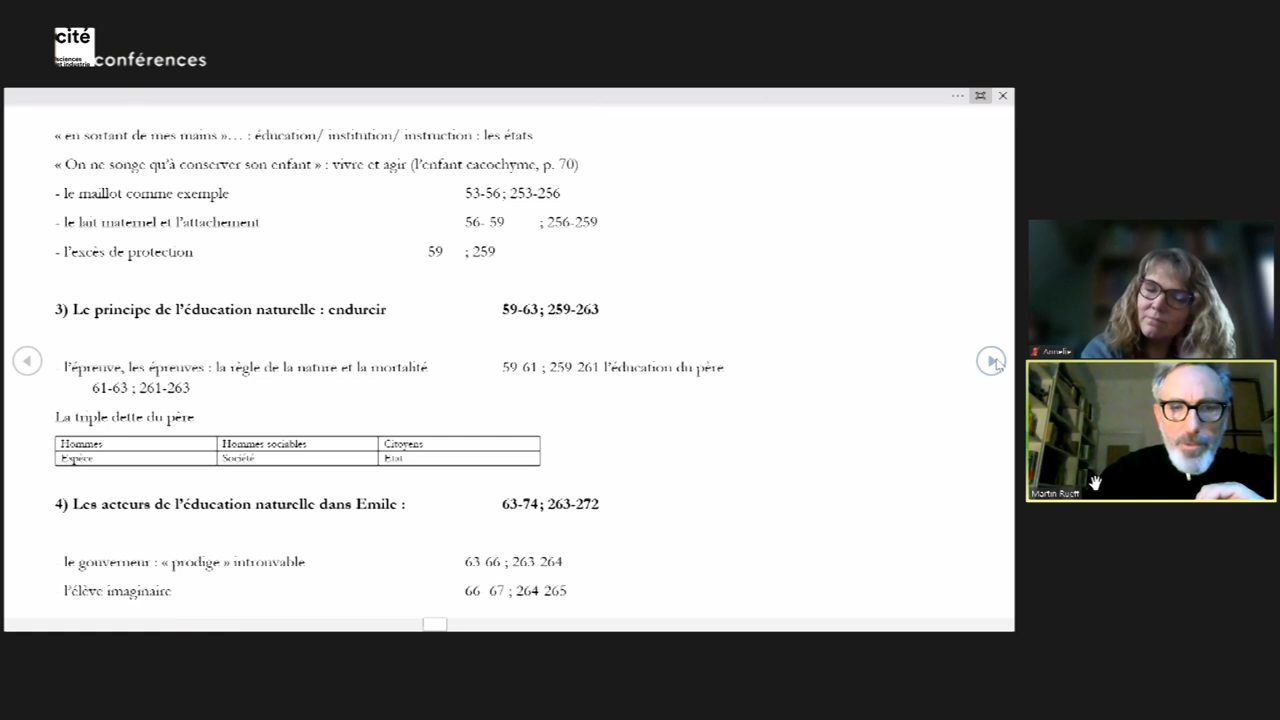 cité
sciences
et industrie
conférences
« en sortant de mes mains »… : éducation/ institution/ instruction : les états
« On ne songe qu'à conserver son enfant » : vivre et agir (l'enfant cacochyme, p. 70)
- le maillot comme exemple 53-56 ; 253-256
- le lait maternel et l'attachement 56- 59 ; 256-259
- l'excès de protection 59 ; 259
3) Le principe de l'éducation naturelle : endurcir 59-63 ; 259-263
l'épreuve, les épreuves : la règle de la nature et la mortalité 59-61 ; 259-261 l'éducation du père
61-63 ; 261-263
La triple dette du père
Hommes Hommes sociables Citoyens
Espèce Société Etat
4) Les acteurs de l'éducation naturelle dans Emile : 63-74 ; 263-272
le gouverneur : « prodige » introuvable 63-66 ; 263-264
l'élève imaginaire 66-67 ; 264-265
Annelie
Martin Rueff